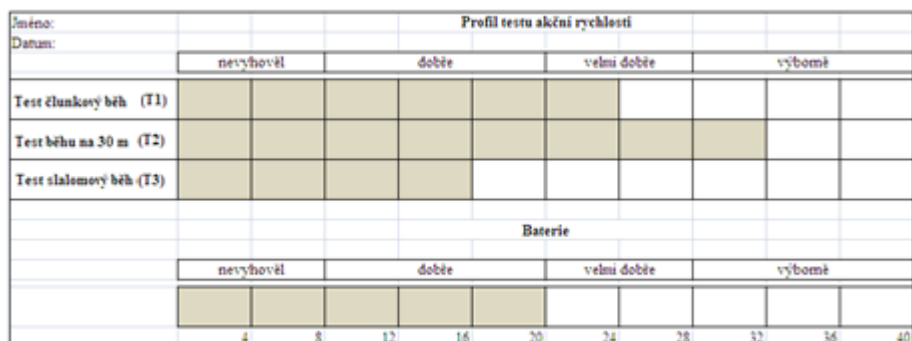 Jméno: Profil testu akční rychlosti
Datum:
nevyhověl dobře velmi dobře výborně
Test člunkový běh (T1)
Test běhu na 30 m (T2)
Test slalomový běh (T3)
Baterie
nevyhověl dobře velmi dobře výborně
4 8 12 16 20 24 28 32 36 40